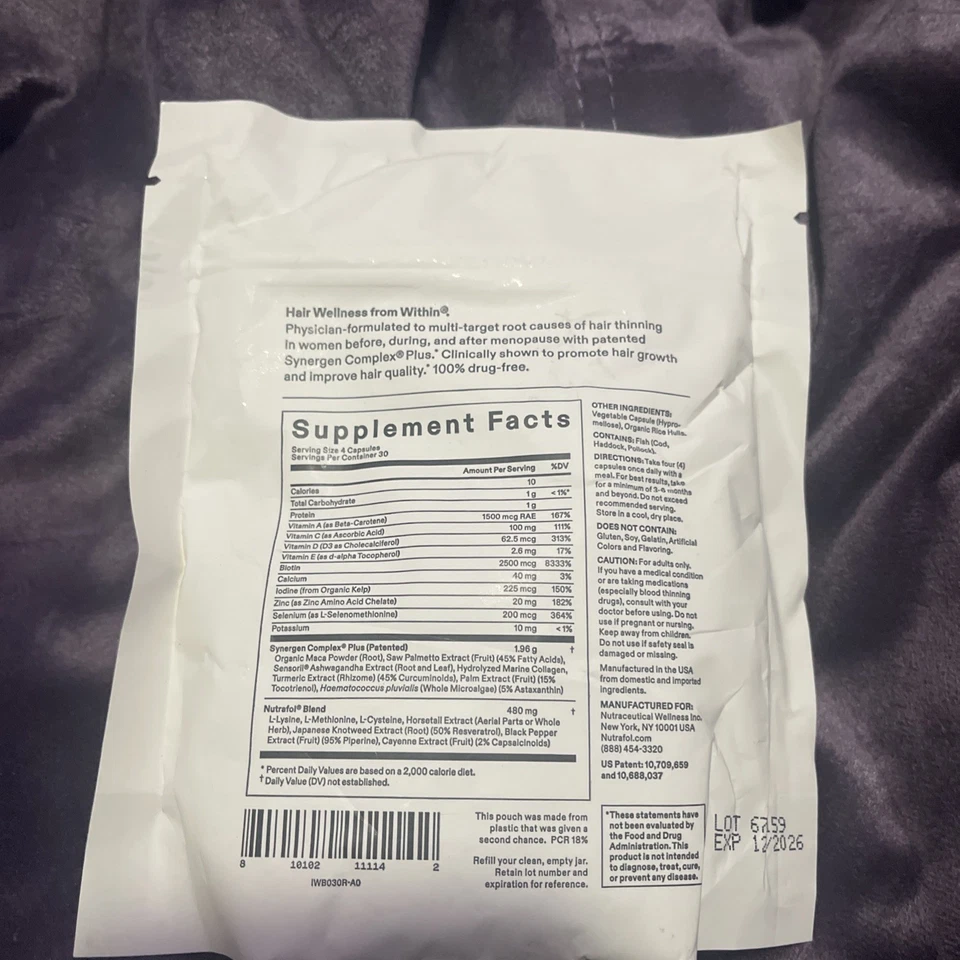 Hair Wellness from Within®.
Physician-formulated to multi-target root causes of hair thinning
in women before, during, and after menopause with patented
Synergen Complex® Plus.* Clinically shown to promote hair growth
and improve hair quality.* 100% drug-free.
Supplement Facts
Serving Size 4 Capsules
Servings Per Container 30
Amount Per Serving %DV
Calories 10
Total Carbohydrate 1 g <1%*
Protein 1 g
Vitamin A (as Beta-Carotene) 1500 mcg RAE 167%
Vitamin C (as Ascorbic Acid) 100 mg 111%
Vitamin D (D3 as Cholecalciferol) 62.5 mcg 313%
Vitamin E (as d-alpha Tocopherol) 2.6 mg 17%
Biotin 2500 mcg 8333%
Calcium 40 mg 3%
Iodine (from Organic Kelp) 225 mcg 150%
Zinc (as Zinc Amino Acid Chelate) 20 mg 182%
Selenium (as L-Selenomethionine) 200 mcg 364%
Potassium 10 mg <1%
Synergen Complex® Plus (Patented) 1.96 g †
Organic Maca Powder (Root), Saw Palmetto Extract (Fruit) (45% Fatty Acids),
Sensoril® Ashwagandha Extract (Root and Leaf), Hydrolyzed Marine Collagen,
Turmeric Extract (Rhizome) (45% Curcuminoids), Palm Extract (Fruit) (15%
Tocotrienol), Haematococcus pluvialis (Whole Microalgae) (5% Astaxanthin)
Nutrafol® Blend 480 mg †
L-Lysine, L-Methionine, L-Cysteine, Horsetail Extract (Aerial Parts or Whole
Herb), Japanese Knotweed Extract (Root) (50% Resveratrol), Black Pepper
Extract (Fruit) (95% Piperine), Cayenne Extract (Fruit) (2% Capsaicinoids)
* Percent Daily Values are based on a 2,000 calorie diet.
† Daily Value (DV) not established.
OTHER INGREDIENTS:
Vegetable Capsule (Hypro-
mellose), Organic Rice Hulls.
CONTAINS: Fish (Cod,
Haddock, Pollock).
DIRECTIONS: Take four (4)
capsules once daily with a
meal. For best results, take
for a minimum of 3-6 months
and beyond. Do not exceed
recommended serving.
Store in a cool, dry place.
DOES NOT CONTAIN:
Gluten, Soy, Gelatin, Artificial
Colors and Flavoring.
CAUTION: For adults only.
If you have a medical condition
or are taking medications
(especially blood thinning
drugs), consult with your
doctor before using. Do not
use if pregnant or nursing.
Keep away from children.
Do not use if safety seal is
damaged or missing.
Manufactured in the USA
from domestic and imported
ingredients.
MANUFACTURED FOR:
Nutraceutical Wellness Inc.
New York, NY 10001 USA
Nutrafol.com
(888) 454-3320
US Patent: 10,709,659
and 10,688,037
8 10102 11114 2
IWB030R-A0
This pouch was made from
plastic that was given a
second chance. PCR 18%
Refill your clean, empty jar.
Retain lot number and
expiration for reference.
*These statements have
not been evaluated by
the Food and Drug
Administration. This
product is not intended
to diagnose, treat, cure,
or prevent any disease.
LOT
EXP 12/2026